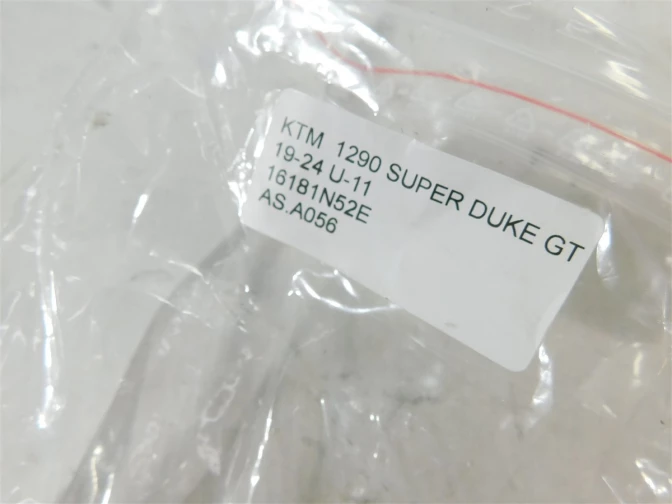 KTM 1290 SUPER DUKE GT
19-24 U-11
16181N52E
AS.A056